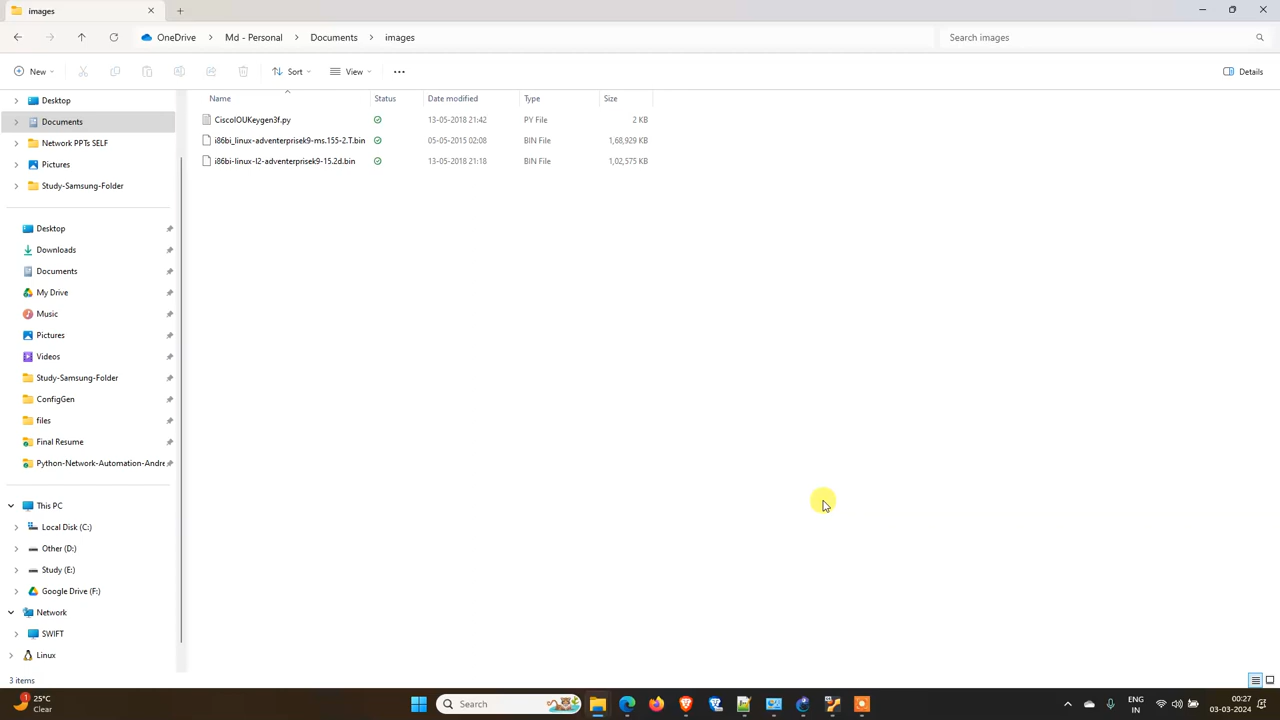 images
OneDrive > Md - Personal > Documents > images
Search images
New
Sort
View
Details
Desktop
Documents
Network PPTs SELF
Pictures
Study-Samsung-Folder
Desktop
Downloads
Documents
My Drive
Music
Pictures
Videos
Study-Samsung-Folder
ConfigGen
files
Final Resume
Python-Network-Automation-Andre
This PC
Local Disk (C:)
Other (D:)
Study (E:)
Google Drive (F:)
Network
SWIFT
Linux
Name Status Date modified Type Size
CiscoIOUKeygen3f.py 13-05-2018 21:42 PY File 2 KB
i86bi_linux-adventerprisek9-ms.155-2.T.bin 05-05-2015 02:08 BIN File 1,68,929 KB
i86bi-linux-l2-adventerprisek9-15.2d.bin 13-05-2018 21:18 BIN File 1,02,575 KB
3 items
1
25°C
Clear
Search
ENG
IN
00:27
03-03-2024